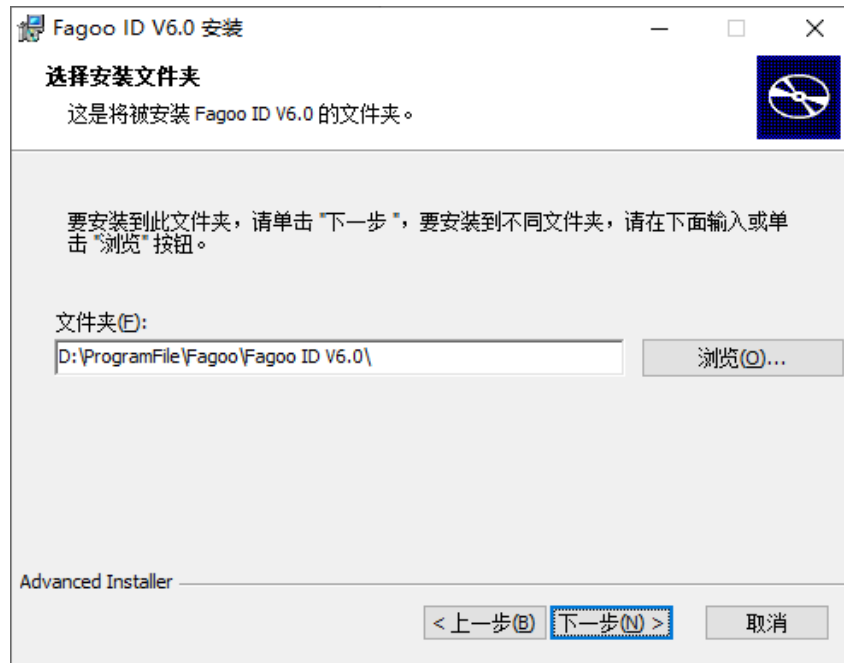 Fagoo ID V6.0 安装
选择安装文件夹
这是将被安装 Fagoo ID V6.0 的文件夹。
要安装到此文件夹，请单击 "下一步 "，要安装到不同文件夹，请在下面输入或单
击 "浏览" 按钮。
文件夹(F):
D:\ProgramFile\Fagoo\Fagoo ID V6.0\
浏览(O)...
Advanced Installer
< 上一步(B)
下一步(N) >
取消